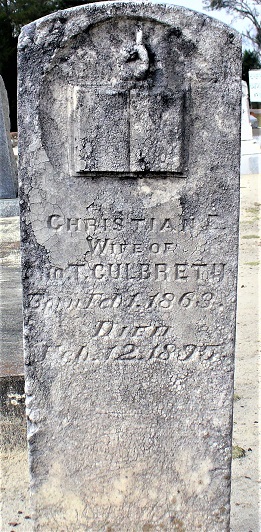 CHRISTIAN E.
WIFE OF
T. CULBRETH
Born Feb. 1. 1863.
DIED
Feb. 12. 1895.